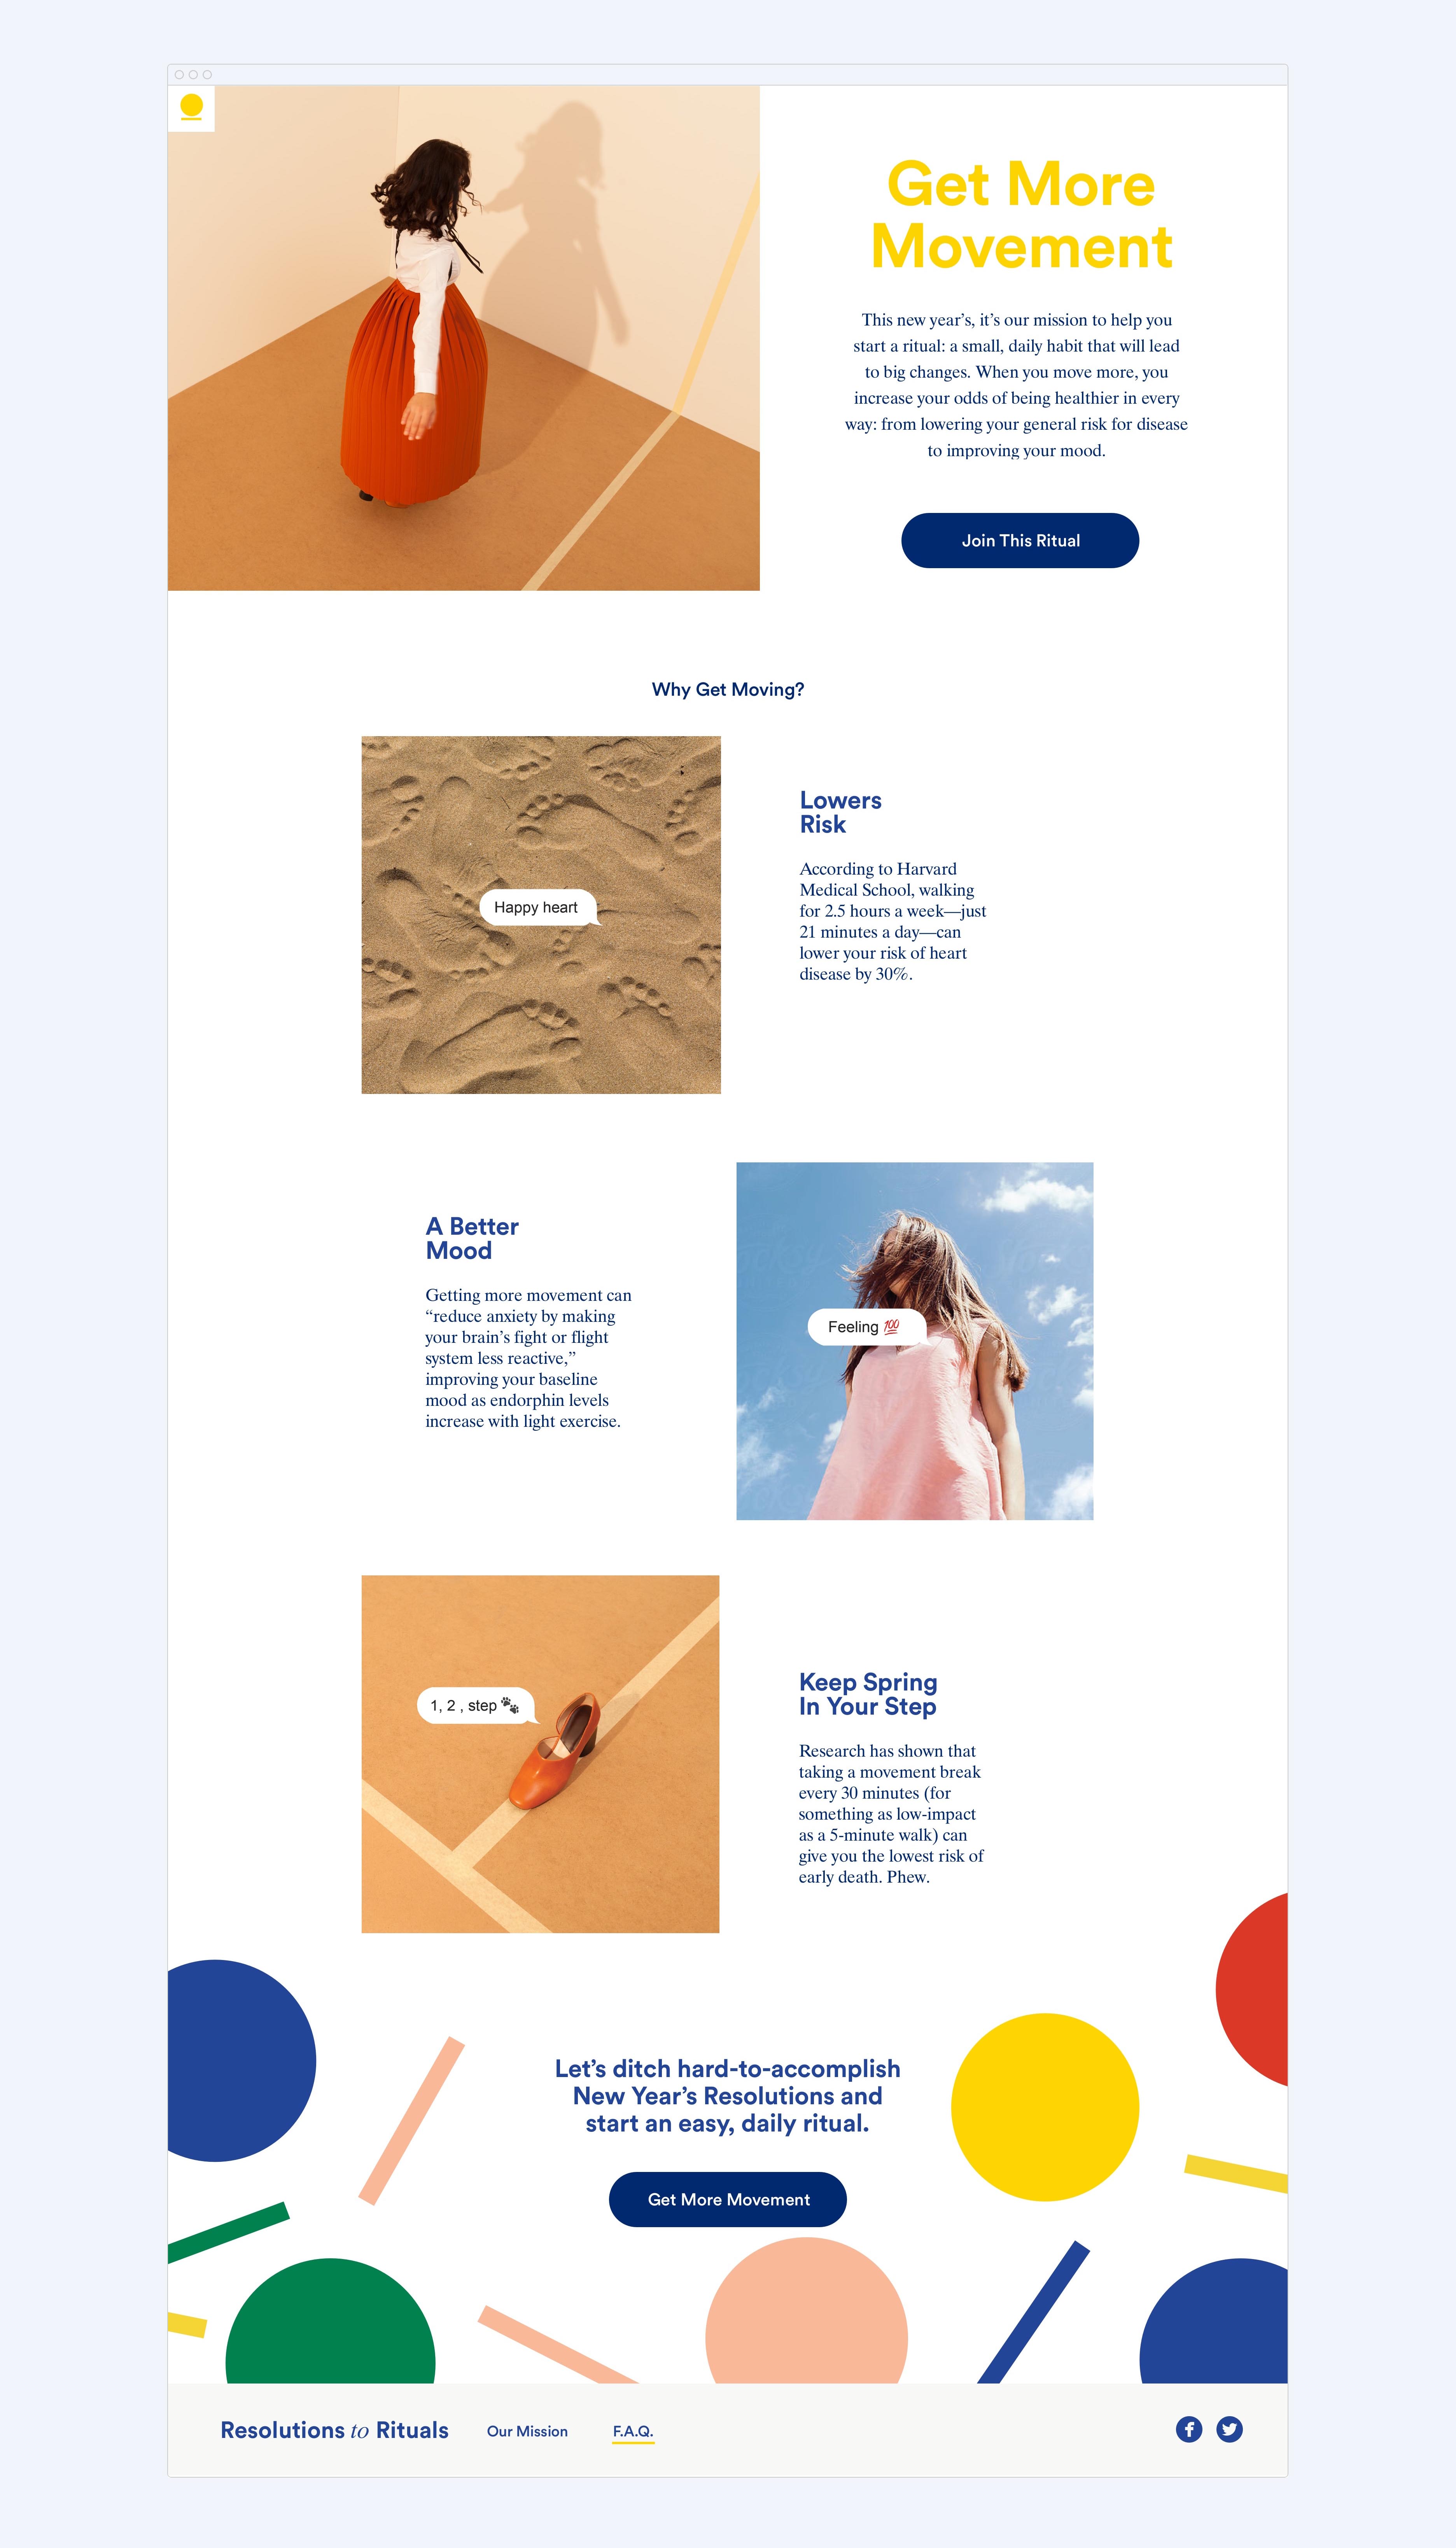 Get More
Movement
This new year’s, it’s our mission to help you
start a ritual: a small, daily habit that will lead
to big changes. When you move more, you
increase your odds of being healthier in every
way: from lowering your general risk for disease
to improving your mood.
Join This Ritual
Why Get Moving?
Happy heart
Lowers
Risk
According to Harvard
Medical School, walking
for 2.5 hours a week—just
21 minutes a day—can
lower your risk of heart
disease by 30%.
A Better
Mood
Getting more movement can
“reduce anxiety by making
your brain’s fight or flight
system less reactive,”
improving your baseline
mood as endorphin levels
increase with light exercise.
Feeling 💯
1, 2 , step 🐾
Keep Spring
In Your Step
Research has shown that
taking a movement break
every 30 minutes (for
something as low-impact
as a 5-minute walk) can
give you the lowest risk of
early death. Phew.
Let’s ditch hard-to-accomplish
New Year’s Resolutions and
start an easy, daily ritual.
Get More Movement
Resolutions to Rituals
Our Mission
F.A.Q.